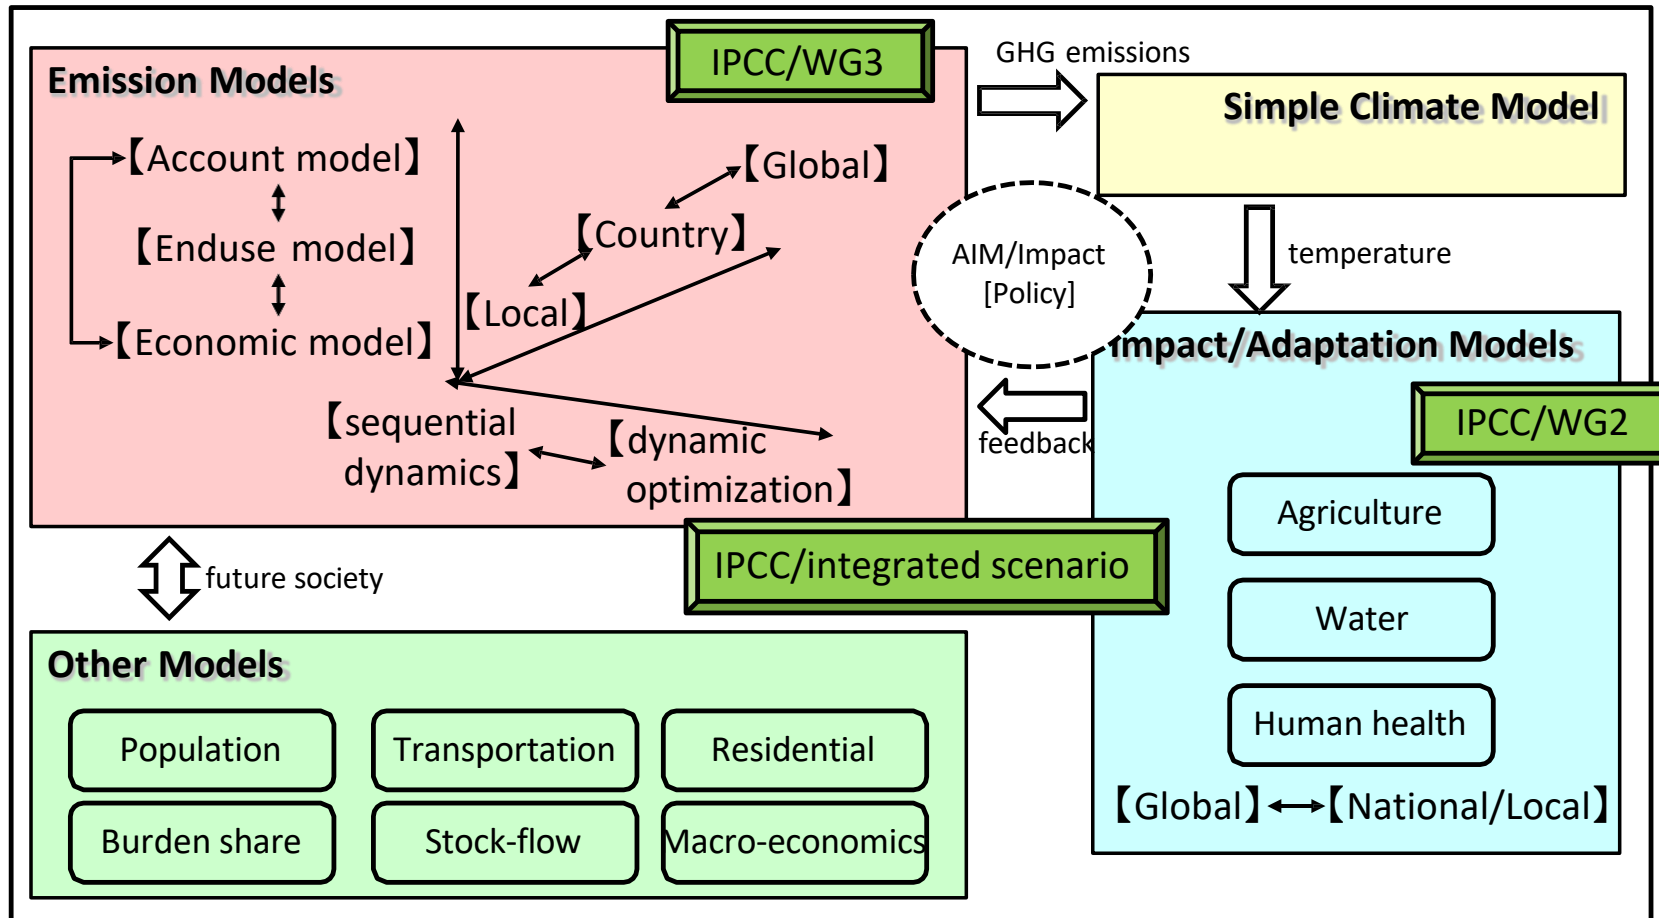 IPCC/WG3
GHG emissions
Emission Models
Simple Climate Model
【Account model】
【Global】
【Enduse model】
【Country】
AIM/Impact
[Policy]
temperature
【Local】
【Economic model】
Impact/Adaptation Models
【sequential
dynamics】
【dynamic
optimization】
feedback
IPCC/WG2
Agriculture
IPCC/integrated scenario
future society
Water
Other Models
Human health
Population
Transportation
Residential
【Global】
【National/Local】
Burden share
Stock-flow
Macro-economics